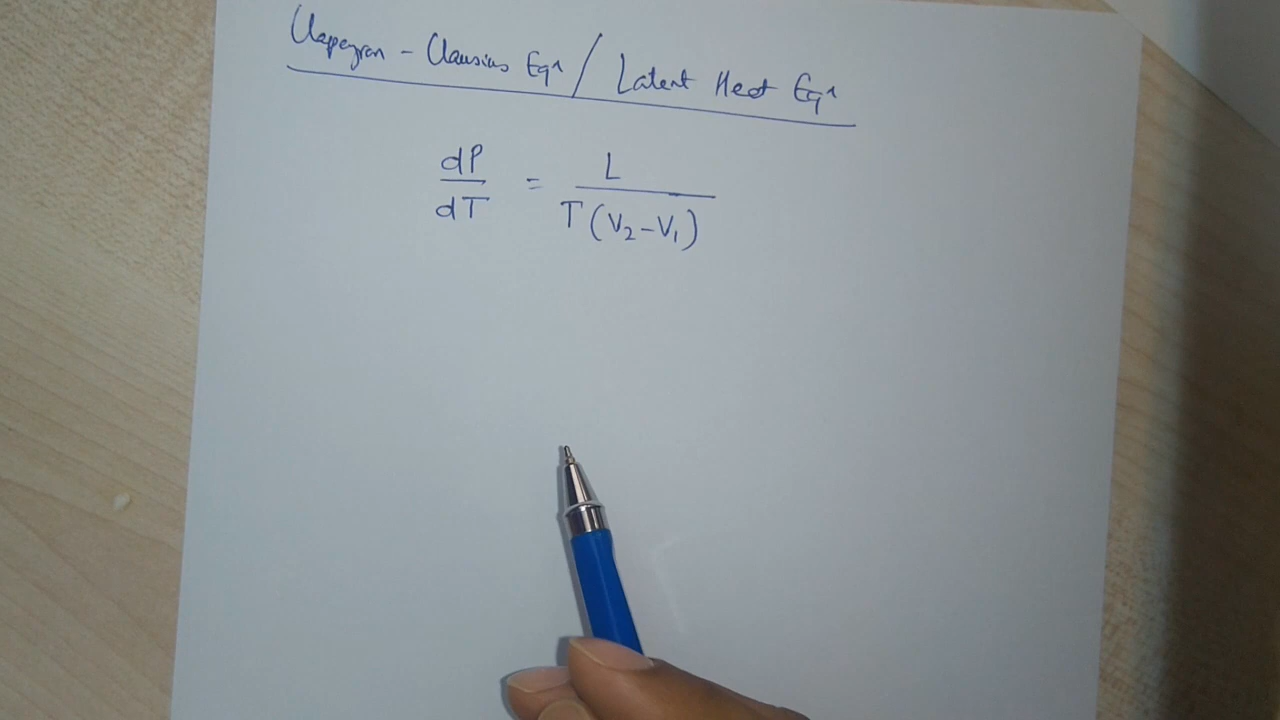 Clapeyron - Clausius Eqⁿ / Latent Heat Eqⁿ
dP/dT = L/T(V₂-V₁)